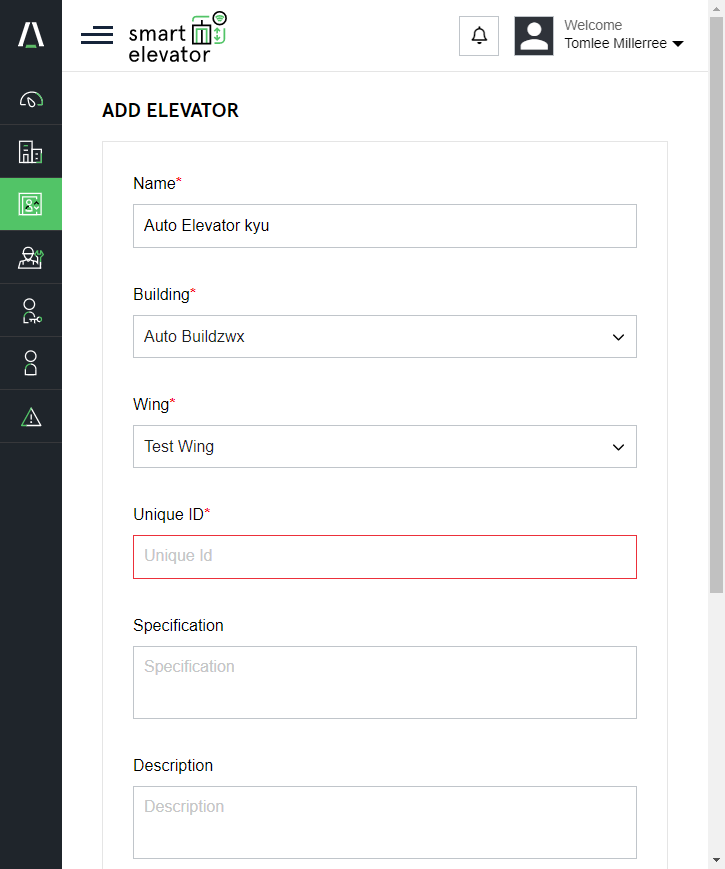 smart
elevator
Welcome
Tomlee Millerree
ADD ELEVATOR
Name*
Auto Elevator kyu
Building*
Auto Buildzwx
Wing*
Test Wing
Unique ID*
Unique Id
Specification
Specification
Description
Description